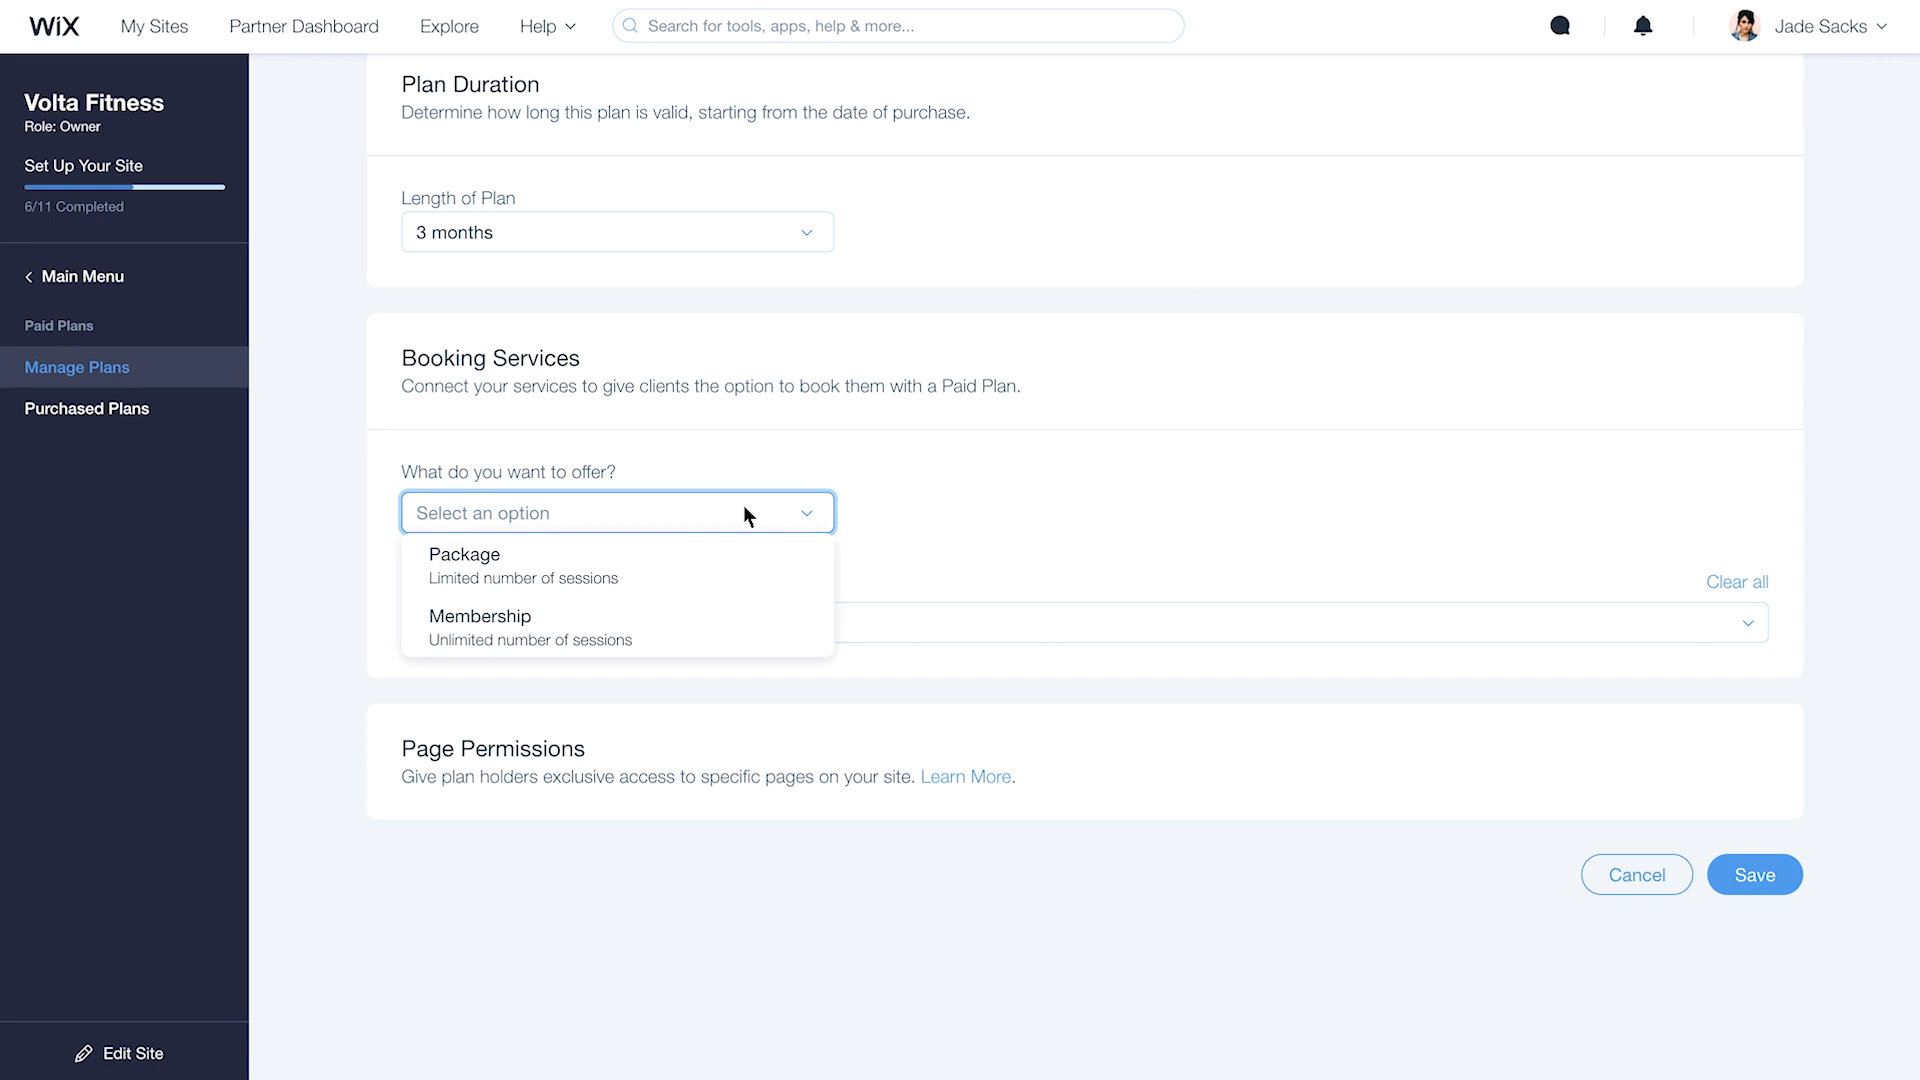 WiX
My Sites
Partner Dashboard
Explore
Help
Search for tools, apps, help & more...
Jade Sacks
Volta Fitness
Role: Owner
Set Up Your Site
6/11 Completed
Main Menu
Paid Plans
Manage Plans
Purchased Plans
Edit Site
Plan Duration
Determine how long this plan is valid, starting from the date of purchase.
Length of Plan
3 months
Booking Services
Connect your services to give clients the option to book them with a Paid Plan.
What do you want to offer?
Select an option
Package
Limited number of sessions
Membership
Unlimited number of sessions
Clear all
Page Permissions
Give plan holders exclusive access to specific pages on your site. Learn More.
Cancel
Save